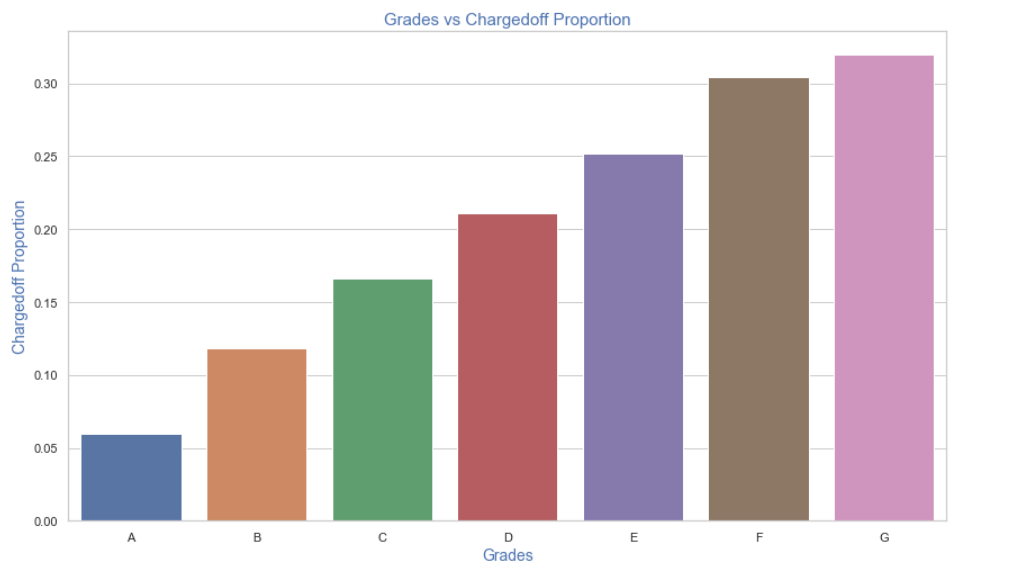 Grades vs Chargedoff Proportion
Chargedoff Proportion
0.30
0.25
0.20
0.15
0.10
0.05
0.00
A B C D E F G
Grades